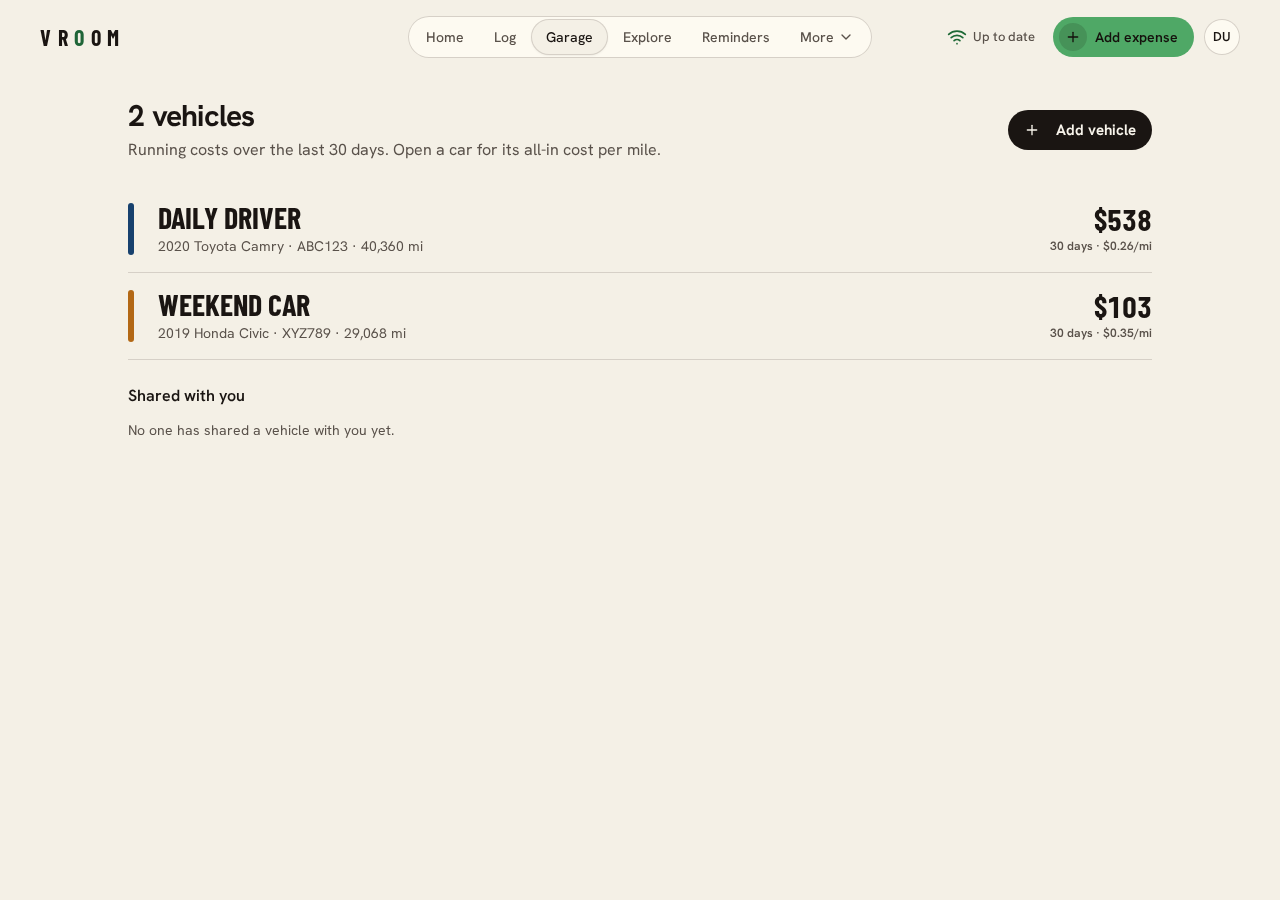 VROOM
Home Log Garage Explore Reminders More
Up to date
Add expense
DU
2 vehicles
Running costs over the last 30 days. Open a car for its all-in cost per mile.
Add vehicle
DAILY DRIVER
2020 Toyota Camry · ABC123 · 40,360 mi
$538
30 days · $0.26/mi
WEEKEND CAR
2019 Honda Civic · XYZ789 · 29,068 mi
$103
30 days · $0.35/mi
Shared with you
No one has shared a vehicle with you yet.